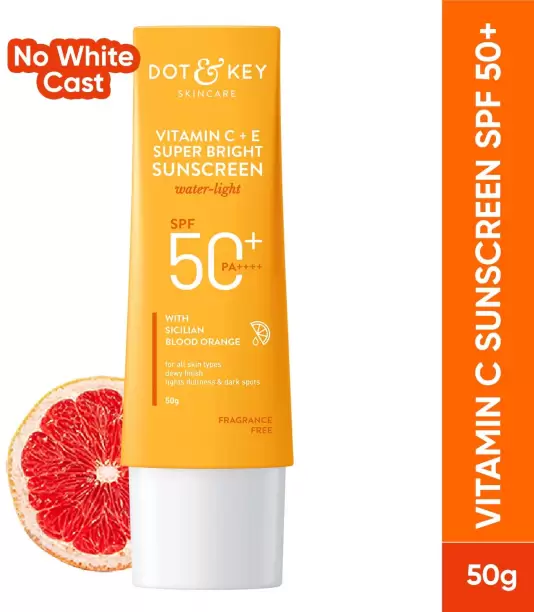 No White
Cast
DOT & KEY
SKINCARE
VITAMIN C + E
SUPER BRIGHT
SUNSCREEN
water-light
SPF
50+
PA++++
WITH
SICILIAN
BLOOD ORANGE
for all skin types
dewy finish
fights dullness & dark spots
50g
FRAGRANCE
FREE
VITAMIN C SUNSCREEN SPF 50+
50g